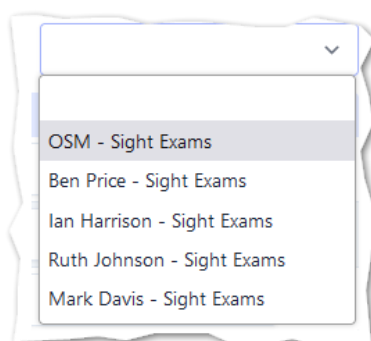 OSM - Sight Exams
Ben Price - Sight Exams
Ian Harrison - Sight Exams
Ruth Johnson - Sight Exams
Mark Davis - Sight Exams